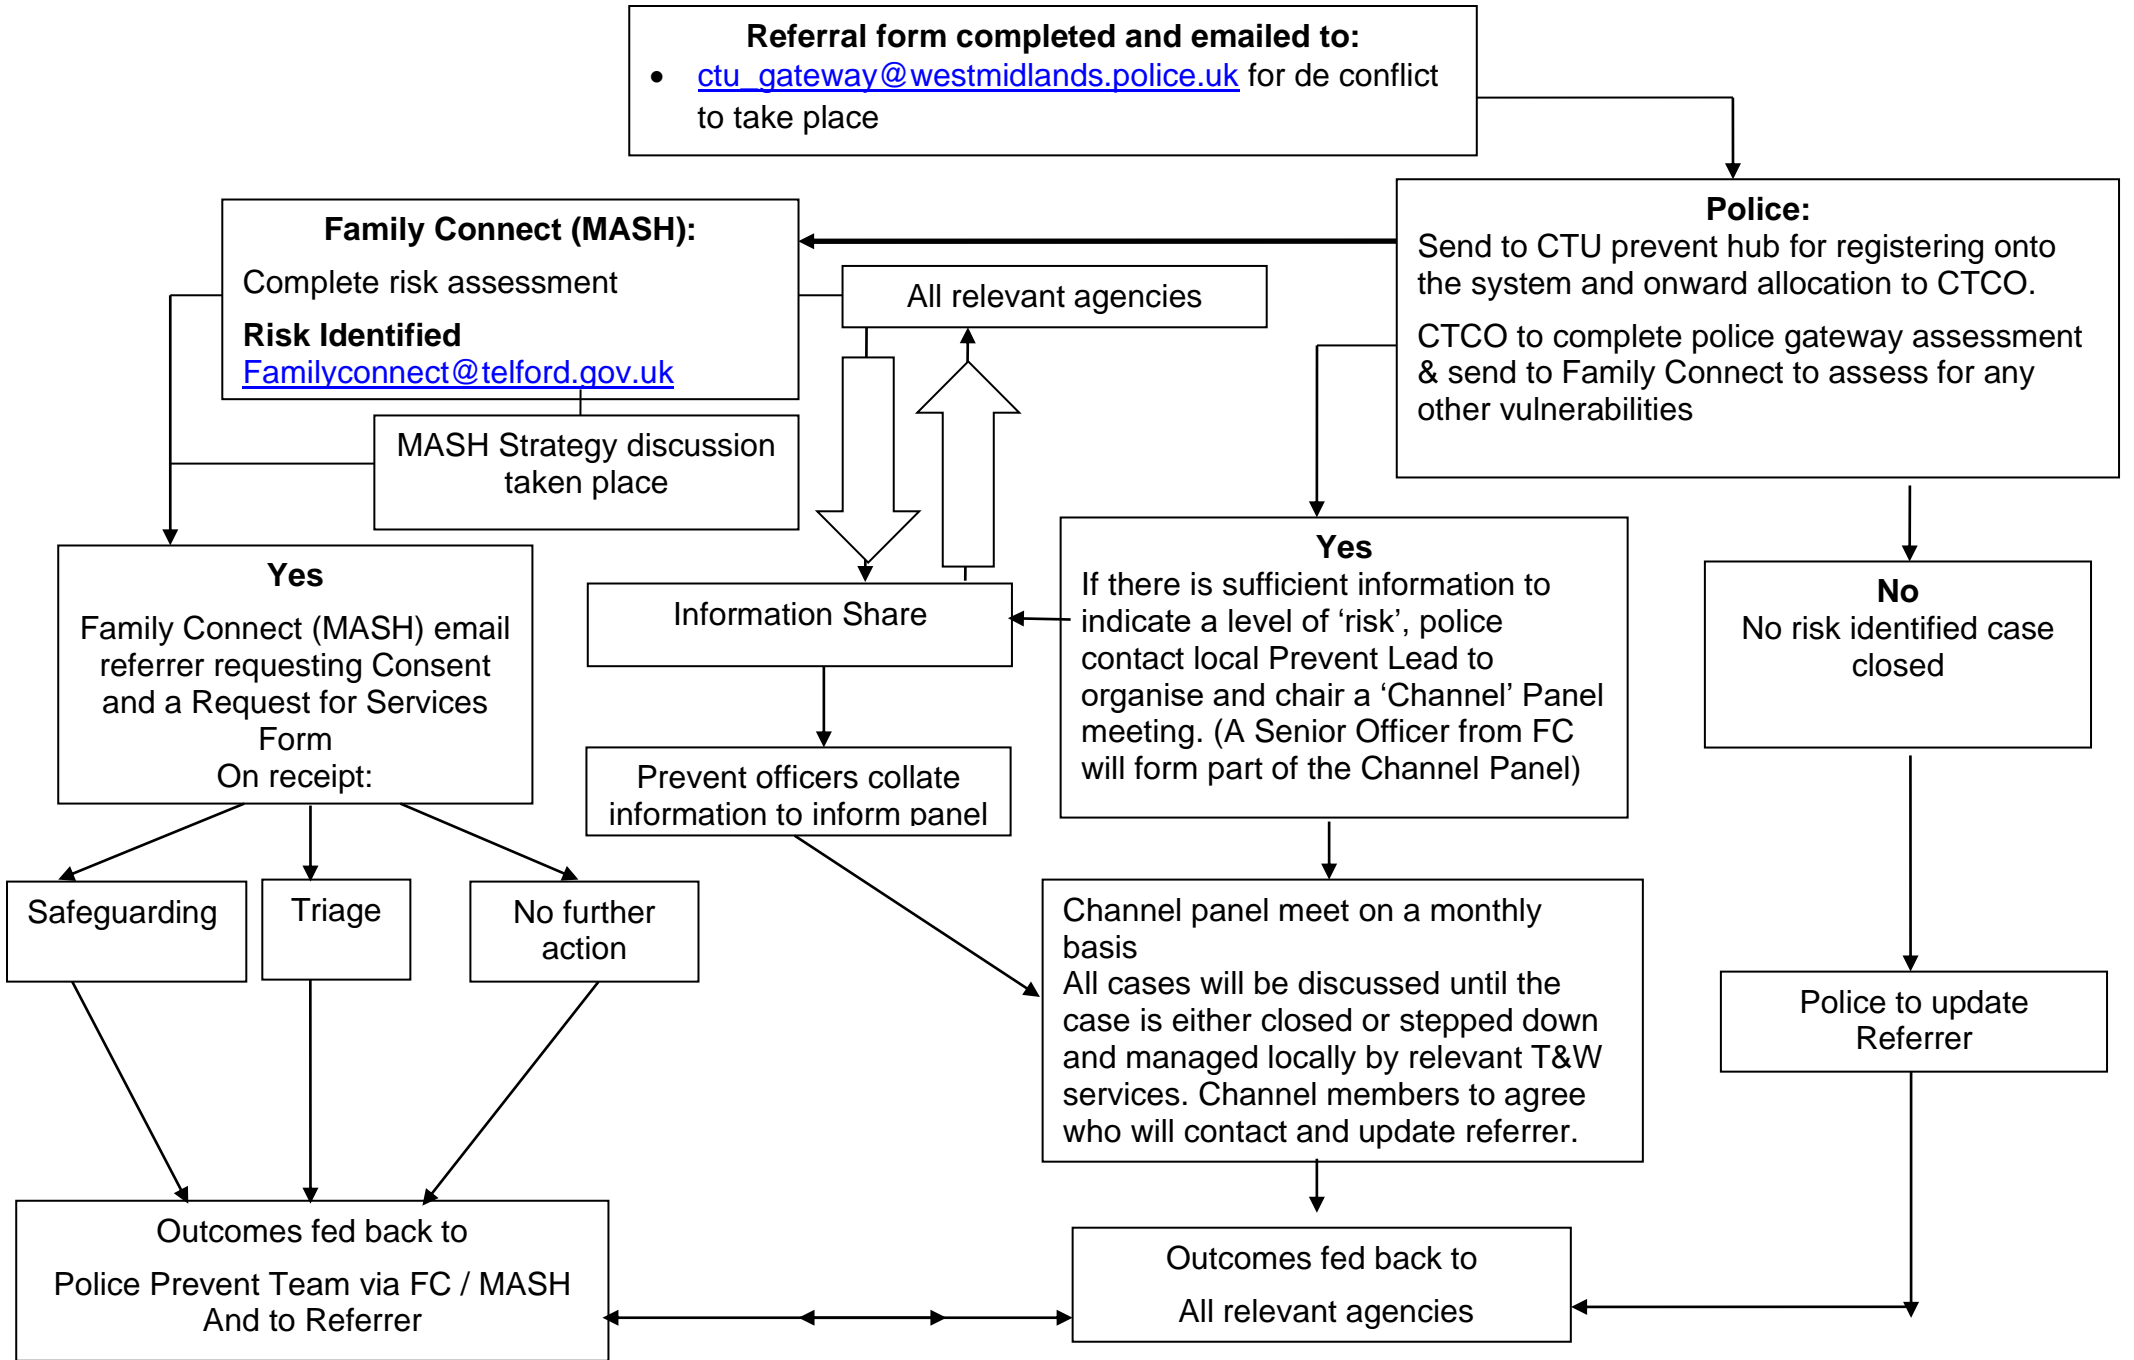 Referral form completed and emailed to:
• ctu_gateway@westmidlands.police.uk for de conflict
to take place
Police:
Send to CTU prevent hub for registering onto
the system and onward allocation to CTCO.
CTCO to complete police gateway assessment
& send to Family Connect to assess for any
other vulnerabilities
Family Connect (MASH):
Complete risk assessment
Risk Identified
Familyconnect@telford.gov.uk
All relevant agencies
MASH Strategy discussion
taken place
Yes
Family Connect (MASH) email
referrer requesting Consent
and a Request for Services
Form
On receipt:
Information Share
Yes
If there is sufficient information to
indicate a level of ‘risk’, police
contact local Prevent Lead to
organise and chair a ‘Channel’ Panel
meeting. (A Senior Officer from FC
will form part of the Channel Panel)
No
No risk identified case
closed
Prevent officers collate
information to inform panel
Safeguarding
Triage
No further
action
Channel panel meet on a monthly
basis
All cases will be discussed until the
case is either closed or stepped down
and managed locally by relevant T&W
services. Channel members to agree
who will contact and update referrer.
Police to update
Referrer
Outcomes fed back to
Police Prevent Team via FC / MASH
And to Referrer
Outcomes fed back to
All relevant agencies